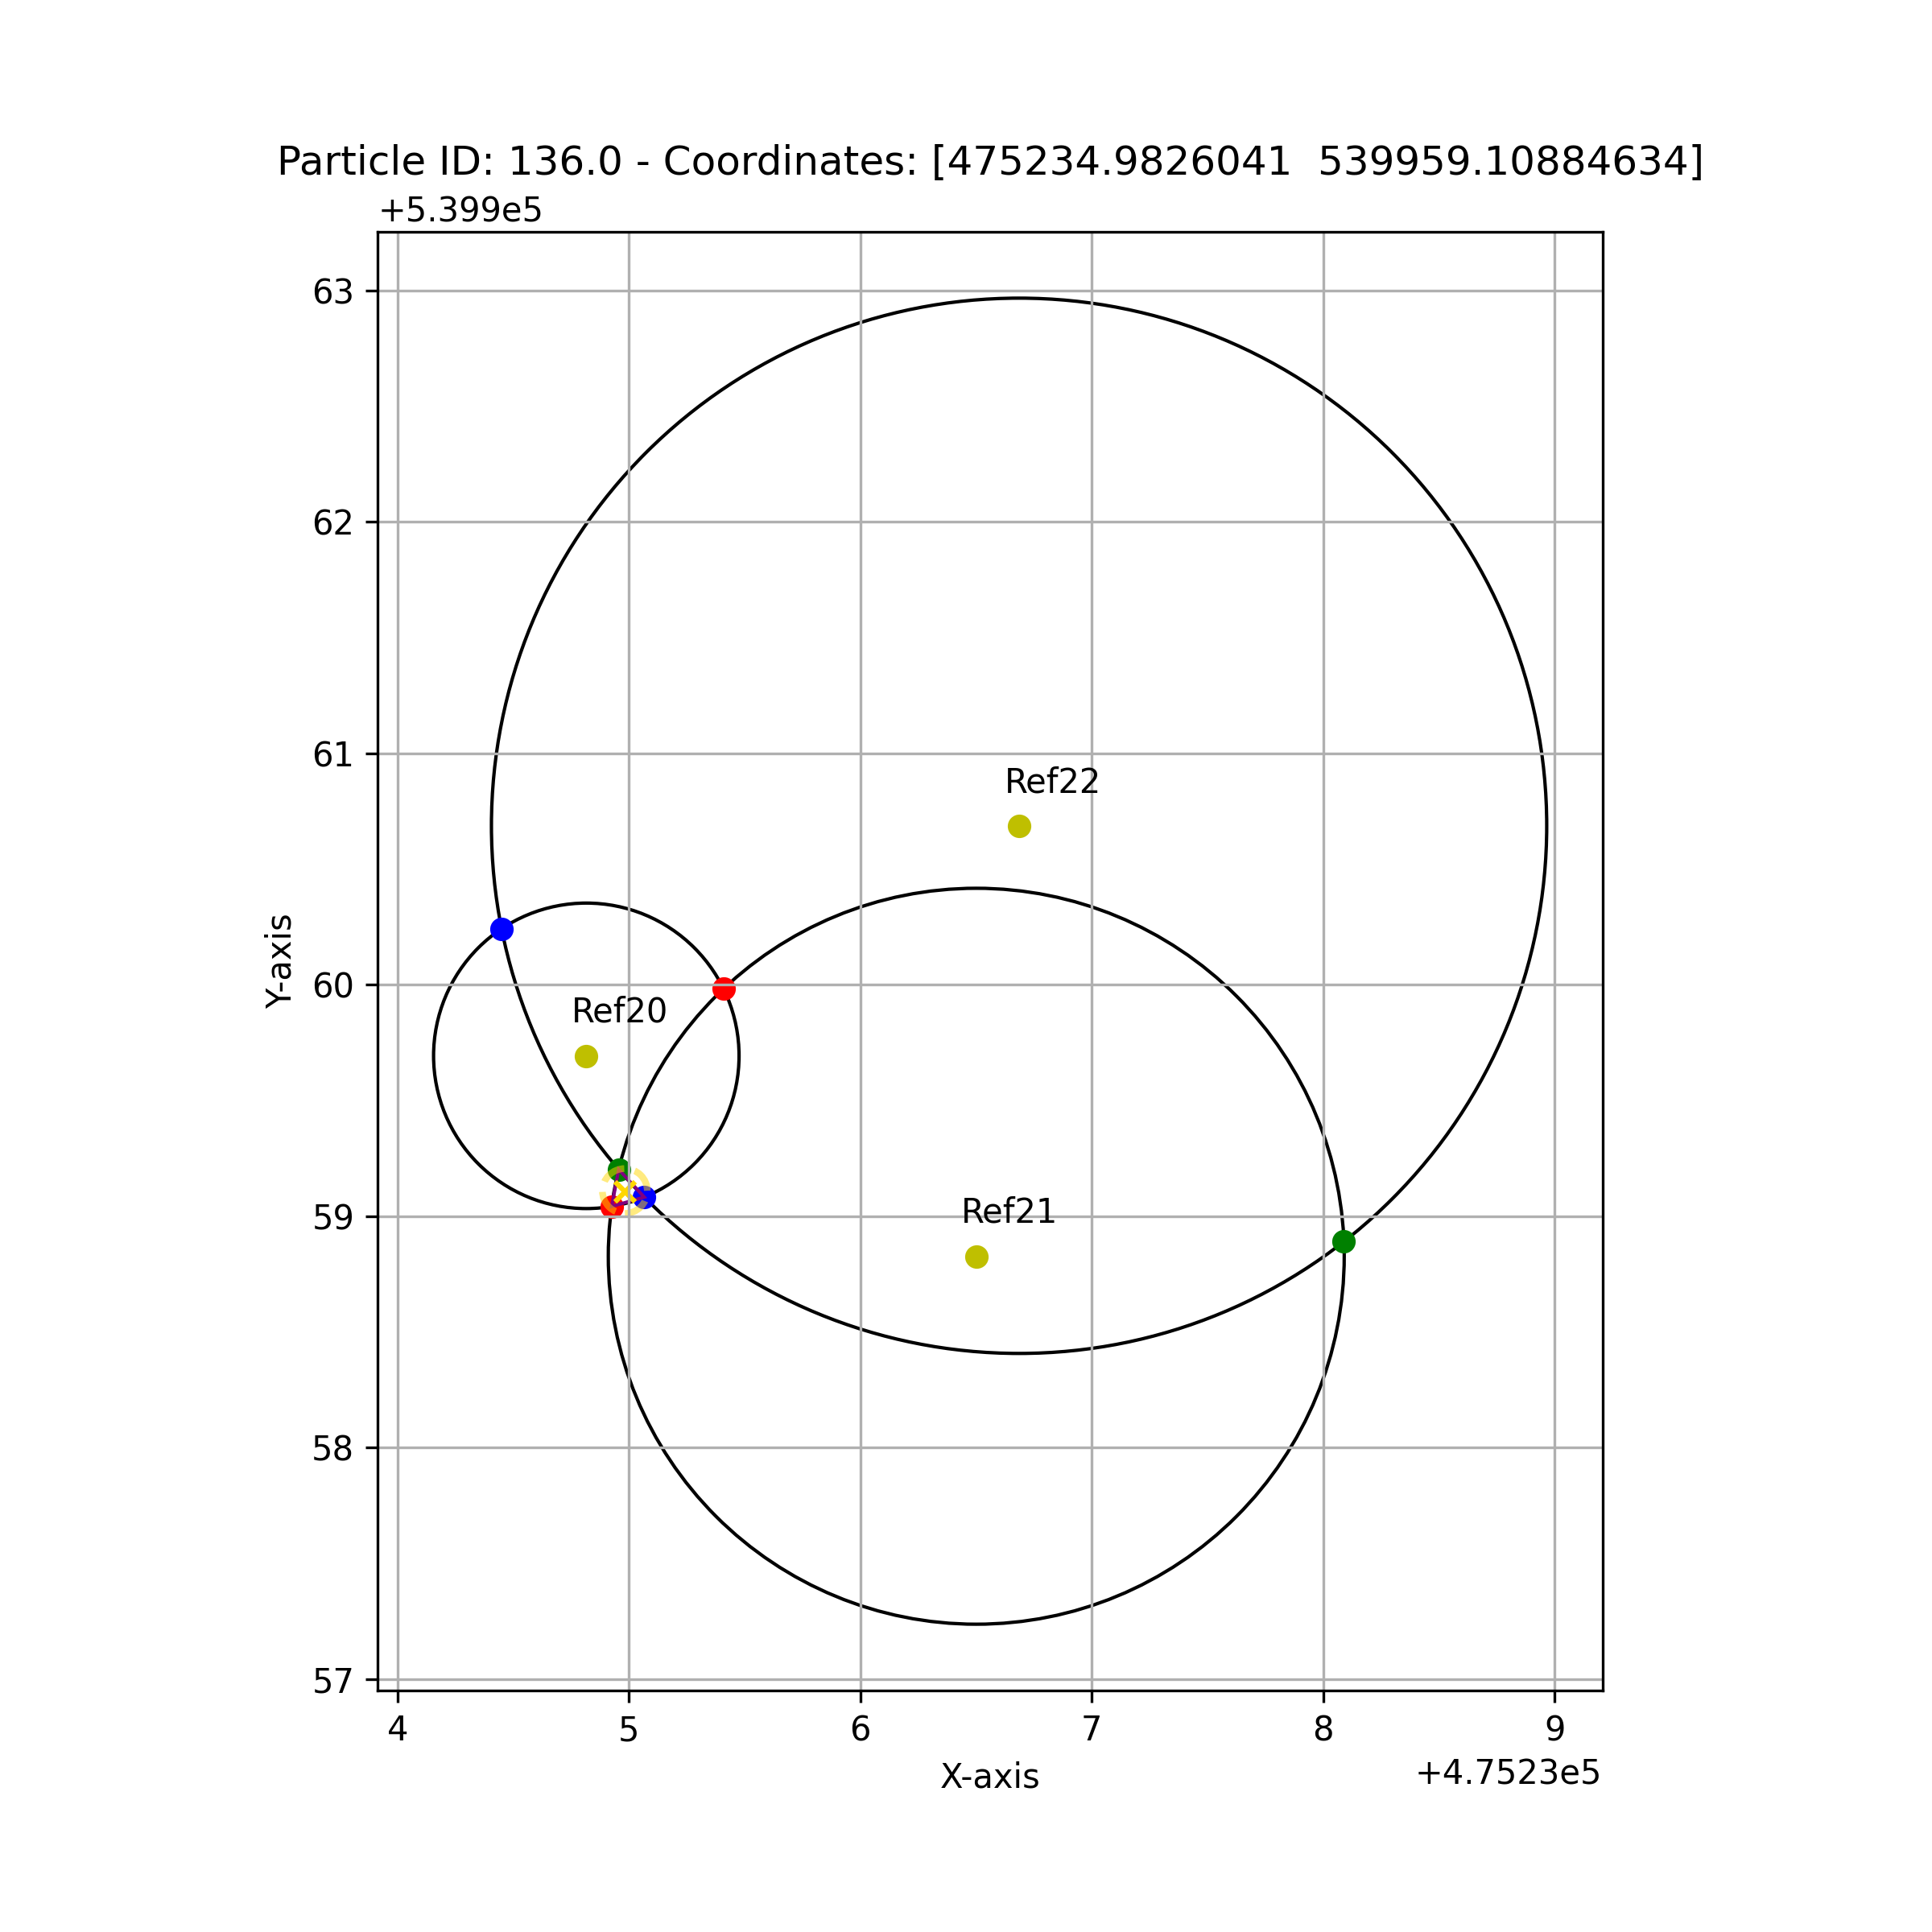 Particle ID: 136.0 - Coordinates: [475234.9826041  539959.10884634]
+5.399e5
63
62
61
Ref22
60
Ref20
59
Ref21
58
57
Y-axis
4 5 6 7 8 9
X-axis
+4.7523e5